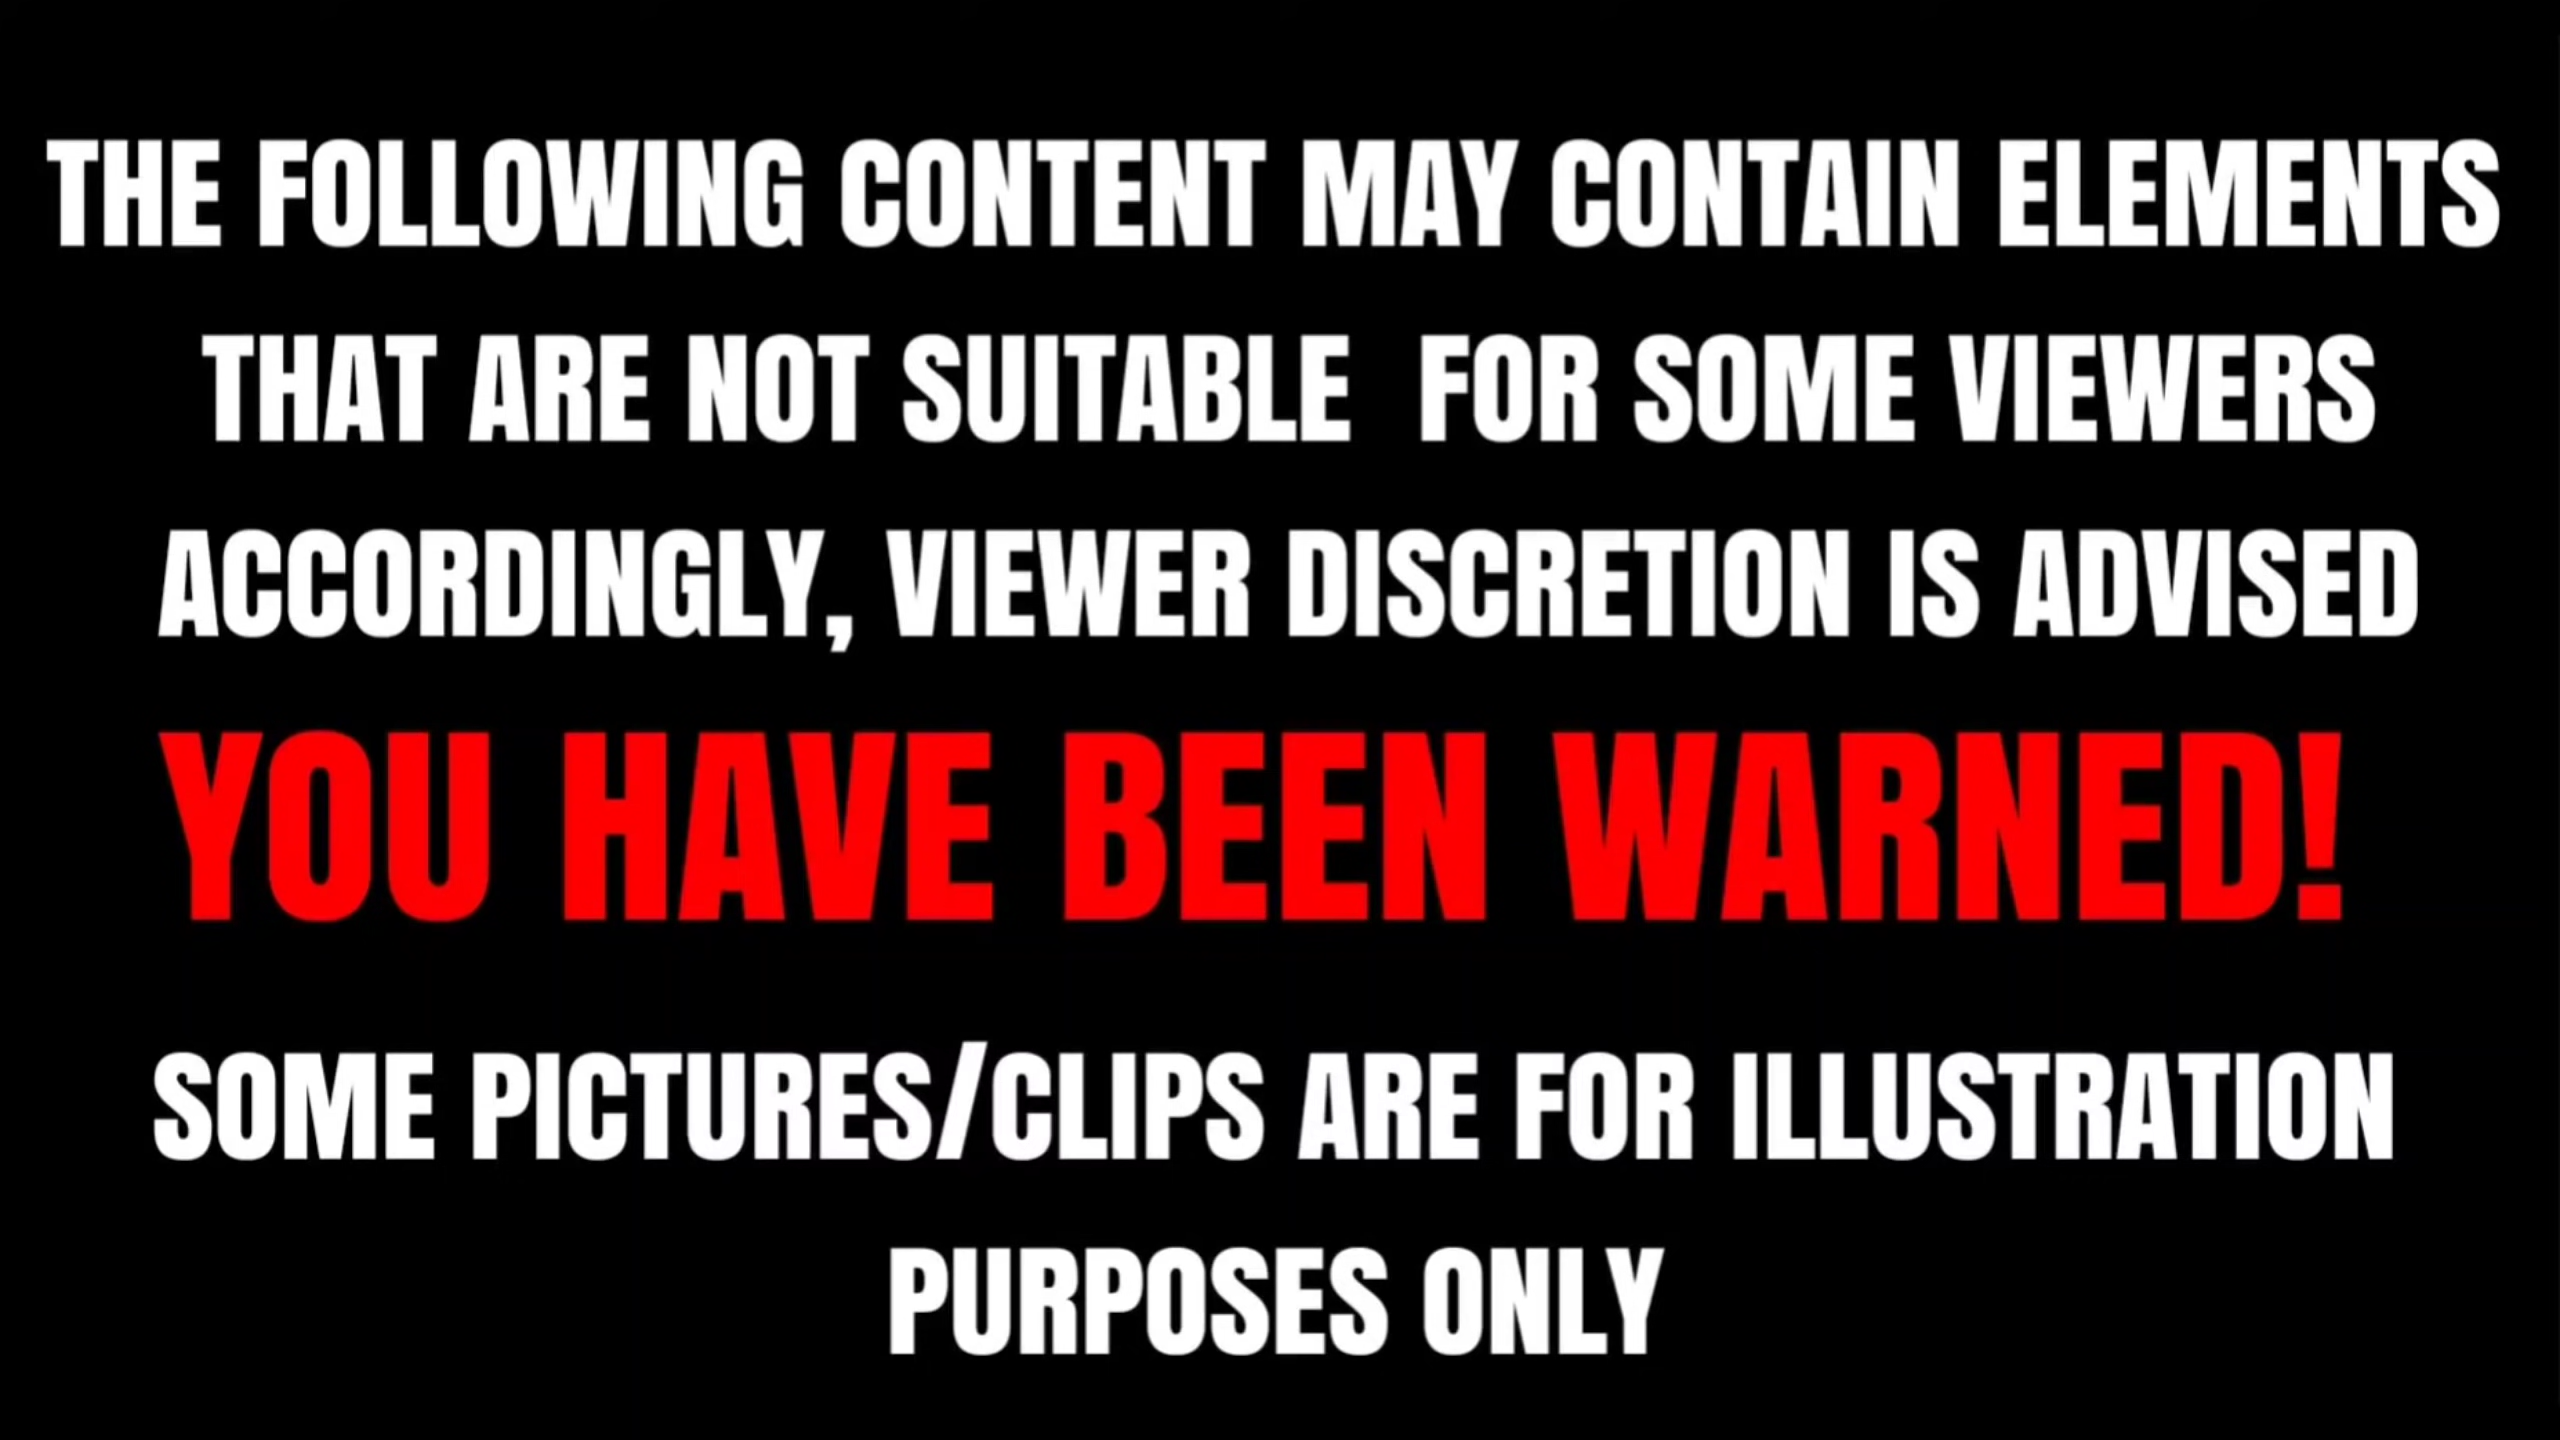 THE FOLLOWING CONTENT MAY CONTAIN ELEMENTS
THAT ARE NOT SUITABLE FOR SOME VIEWERS
ACCORDINGLY, VIEWER DISCRETION IS ADVISED
YOU HAVE BEEN WARNED!
SOME PICTURES/CLIPS ARE FOR ILLUSTRATION
PURPOSES ONLY